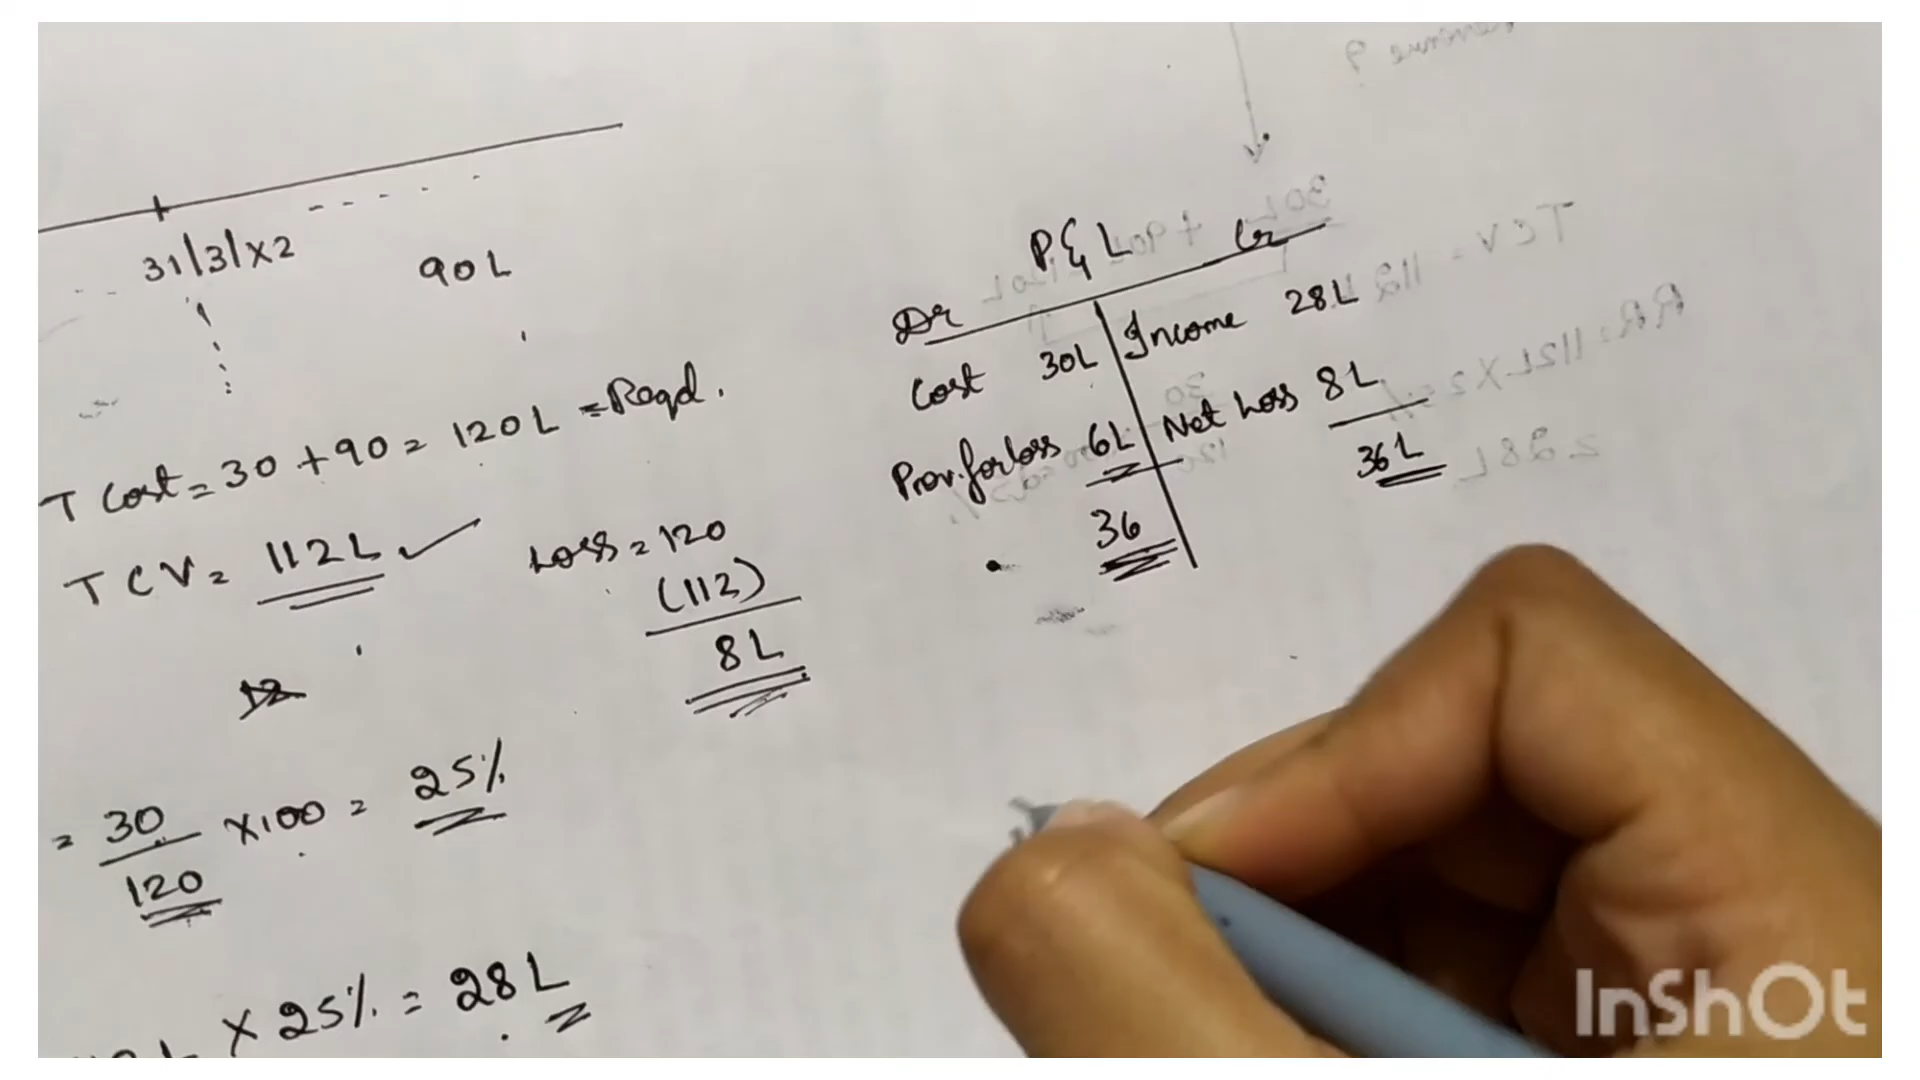 31/3/X2
90L
T Cost = 30 + 90 = 120L = Reqd.
TCV = 112L ✓
Loss = 120
(112)
8L
= 30/120 × 100 = 25%
× 25% = 28L
P & L
Dr Cr
Cost 30L Income 28L
Prov. for loss 6L Net Loss 8L
36 36L
InShOt